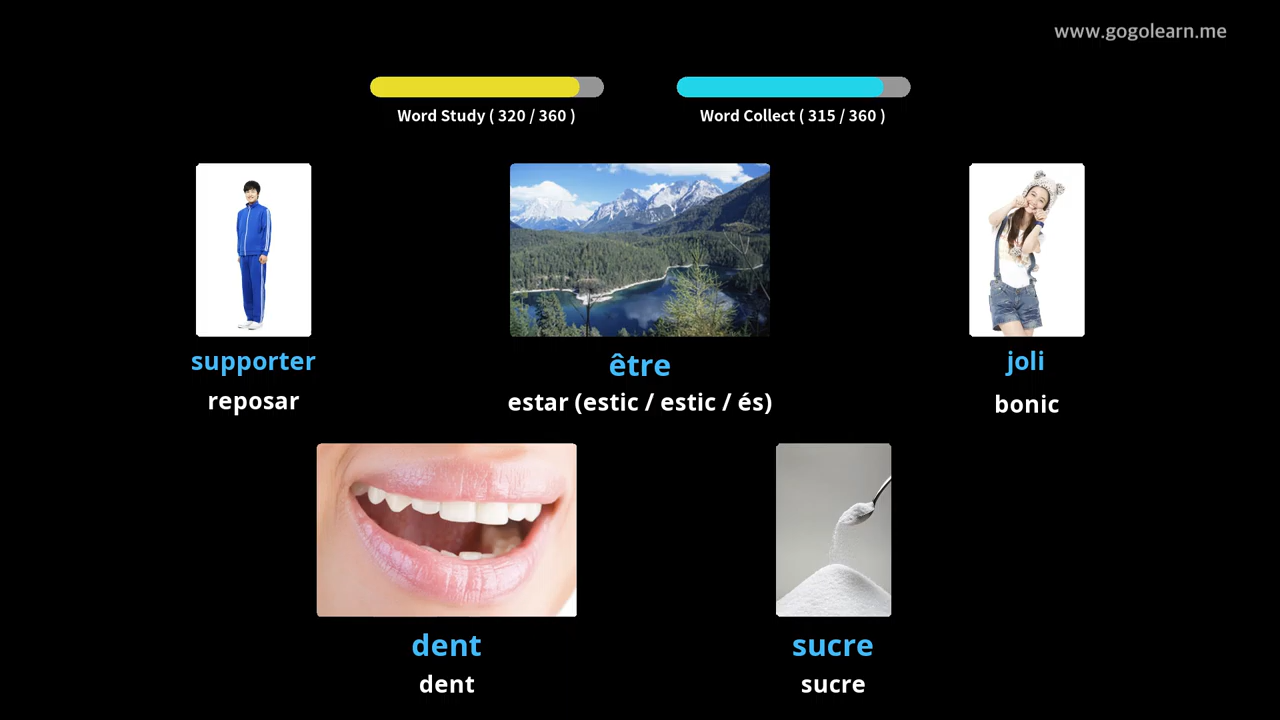 www.gogolearn.me
Word Study ( 320 / 360 )
Word Collect ( 315 / 360 )
supporter
reposar
être
estar (estic / estic / és)
joli
bonic
dent
dent
sucre
sucre